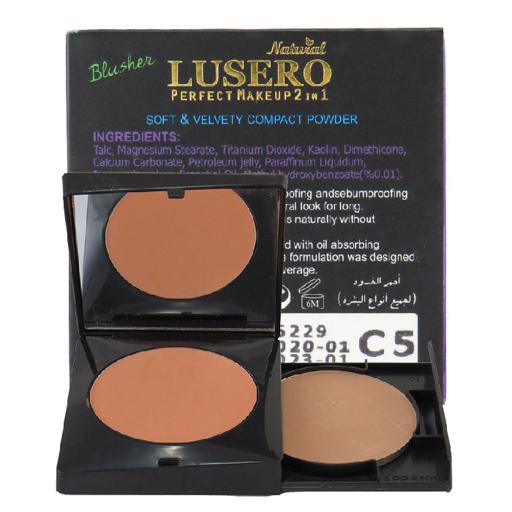 Blusher
Natural
LUSERO
PERFECT MAKEUP 2 IN 1
SOFT & VELVETY COMPACT POWDER
INGREDIENTS:
Talc, Magnesium Stearate, Titanium Dioxide, Kaolin, Dimethicone,
Calcium Carbonate, Petroleum jelly, Paraffinum Liquidum,
Methyl hydroxybenzoate(%0.01).
oofing andsebumproofing
ral look for long.
s naturally without
d with oil absorbing
e formulation was designed
verage.
أحمر الخدود
(لجميع أنواع البشرة)
6M
5229
020-01
023-01
C5